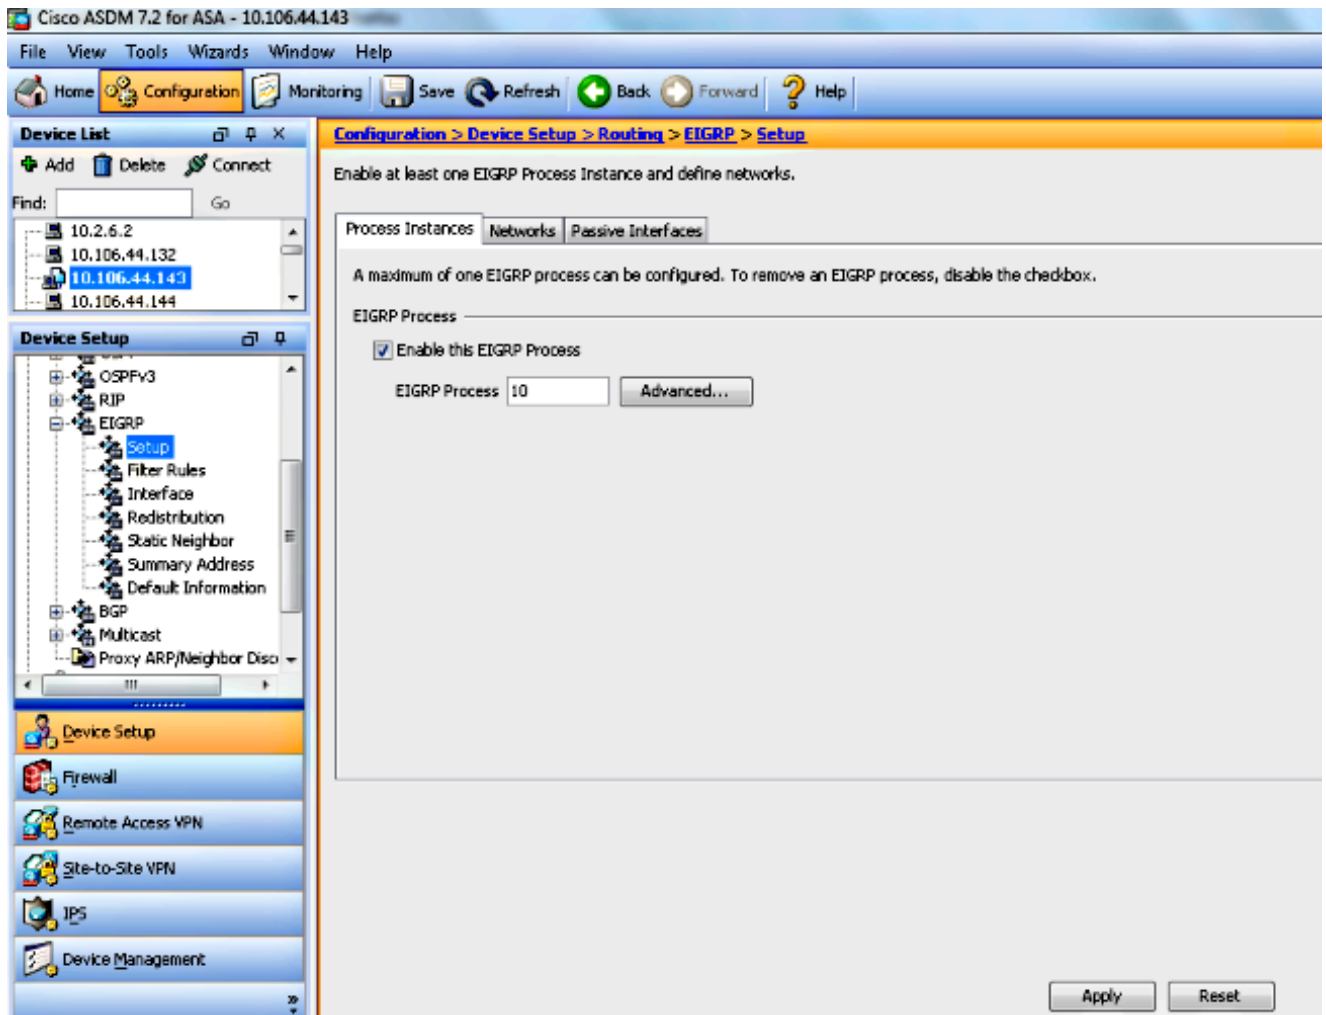 Cisco ASDM 7.2 for ASA - 10.106.44.143
File View Tools Wizards Window Help
Home Configuration Monitoring Save Refresh Back Forward Help
Device List
Add Delete Connect
Find: Go
10.2.6.2
10.106.44.132
10.106.44.143
10.106.44.144
Device Setup
OSPFv3
RIP
EIGRP
Setup
Filter Rules
Interface
Redistribution
Static Neighbor
Summary Address
Default Information
BGP
Multicast
Proxy ARP/Neighbor Disco
Device Setup
Firewall
Remote Access VPN
Site-to-Site VPN
IPS
Device Management
Configuration > Device Setup > Routing > EIGRP > Setup
Enable at least one EIGRP Process Instance and define networks.
Process Instances Networks Passive Interfaces
A maximum of one EIGRP process can be configured. To remove an EIGRP process, disable the checkbox.
EIGRP Process
Enable this EIGRP Process
EIGRP Process 10 Advanced...
Apply Reset